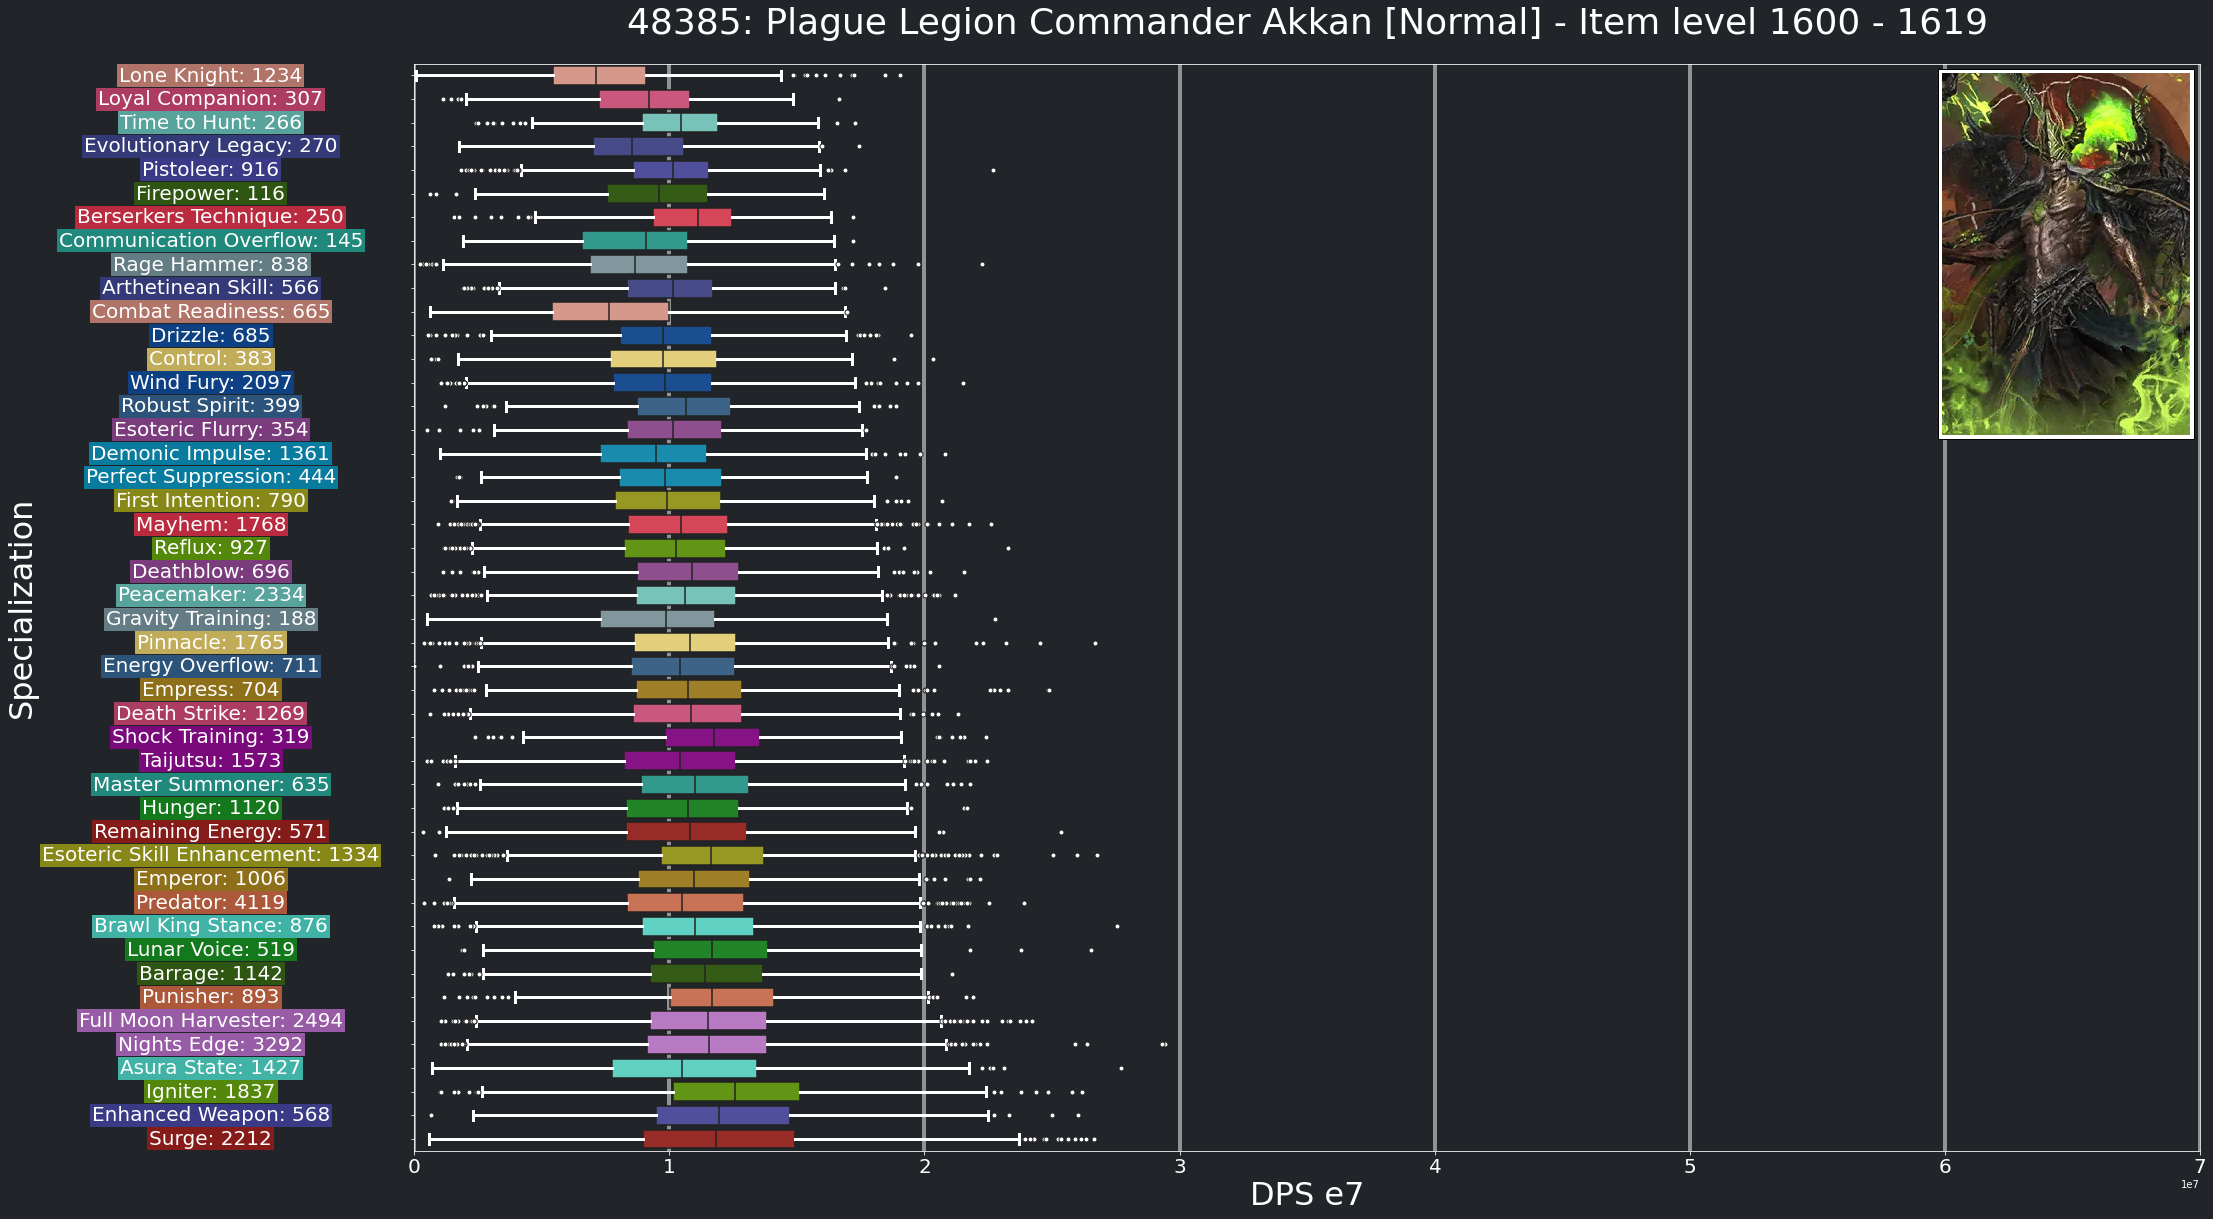 48385: Plague Legion Commander Akkan [Normal] - Item level 1600 - 1619
Specialization
Lone Knight: 1234
Loyal Companion: 307
Time to Hunt: 266
Evolutionary Legacy: 270
Pistoleer: 916
Firepower: 116
Berserkers Technique: 250
Communication Overflow: 145
Rage Hammer: 838
Arthetinean Skill: 566
Combat Readiness: 665
Drizzle: 685
Control: 383
Wind Fury: 2097
Robust Spirit: 399
Esoteric Flurry: 354
Demonic Impulse: 1361
Perfect Suppression: 444
First Intention: 790
Mayhem: 1768
Reflux: 927
Deathblow: 696
Peacemaker: 2334
Gravity Training: 188
Pinnacle: 1765
Energy Overflow: 711
Empress: 704
Death Strike: 1269
Shock Training: 319
Taijutsu: 1573
Master Summoner: 635
Hunger: 1120
Remaining Energy: 571
Esoteric Skill Enhancement: 1334
Emperor: 1006
Predator: 4119
Brawl King Stance: 876
Lunar Voice: 519
Barrage: 1142
Punisher: 893
Full Moon Harvester: 2494
Nights Edge: 3292
Asura State: 1427
Igniter: 1837
Enhanced Weapon: 568
Surge: 2212
0 1 2 3 4 5 6 7
1e7
DPS e7